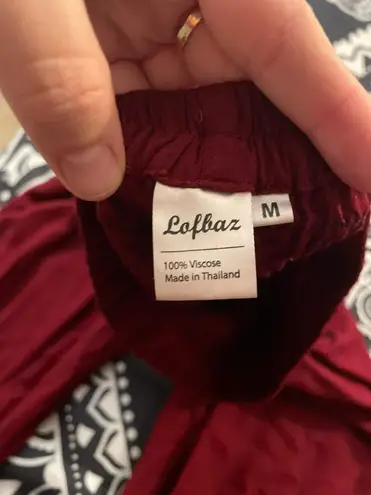 Lofbaz
M
100% Viscose
Made in Thailand